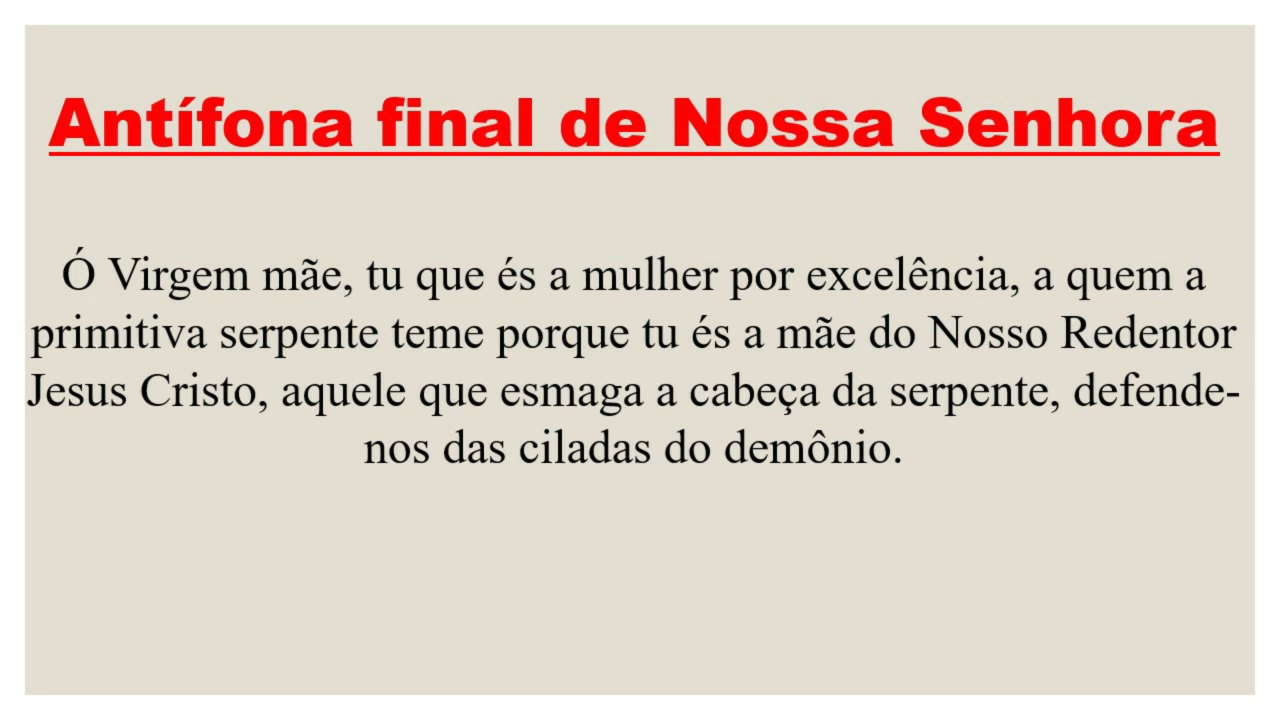 Antífona final de Nossa Senhora
Ó Virgem mãe, tu que és a mulher por excelência, a quem a
primitiva serpente teme porque tu és a mãe do Nosso Redentor
Jesus Cristo, aquele que esmaga a cabeça da serpente, defende-
nos das ciladas do demônio.